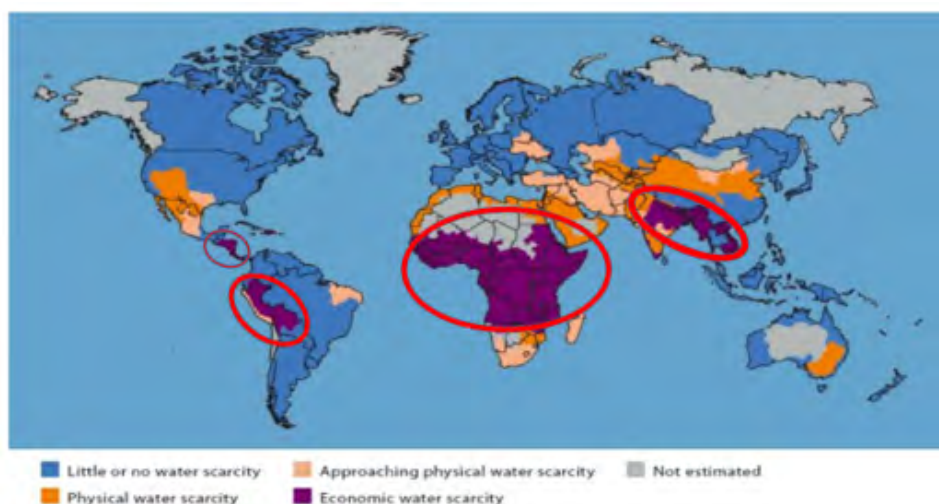 Little or no water scarcity Approaching physical water scarcity Not estimated
Physical water scarcity Economic water scarcity